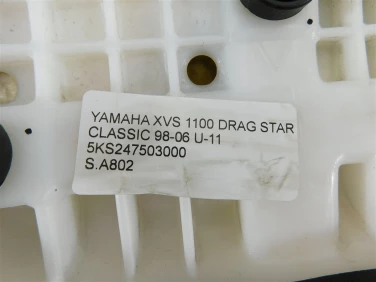 YAMAHA XVS 1100 DRAG STAR
CLASSIC 98-06 U-11
5KS247503000
S.A802